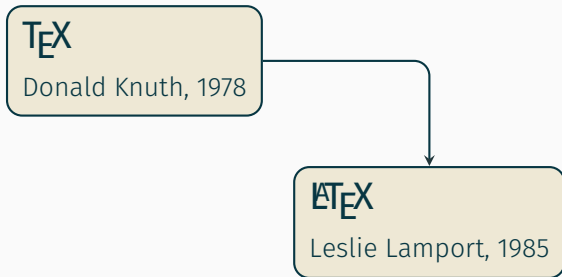 TEX
Donald Knuth, 1978
LATEX
Leslie Lamport, 1985